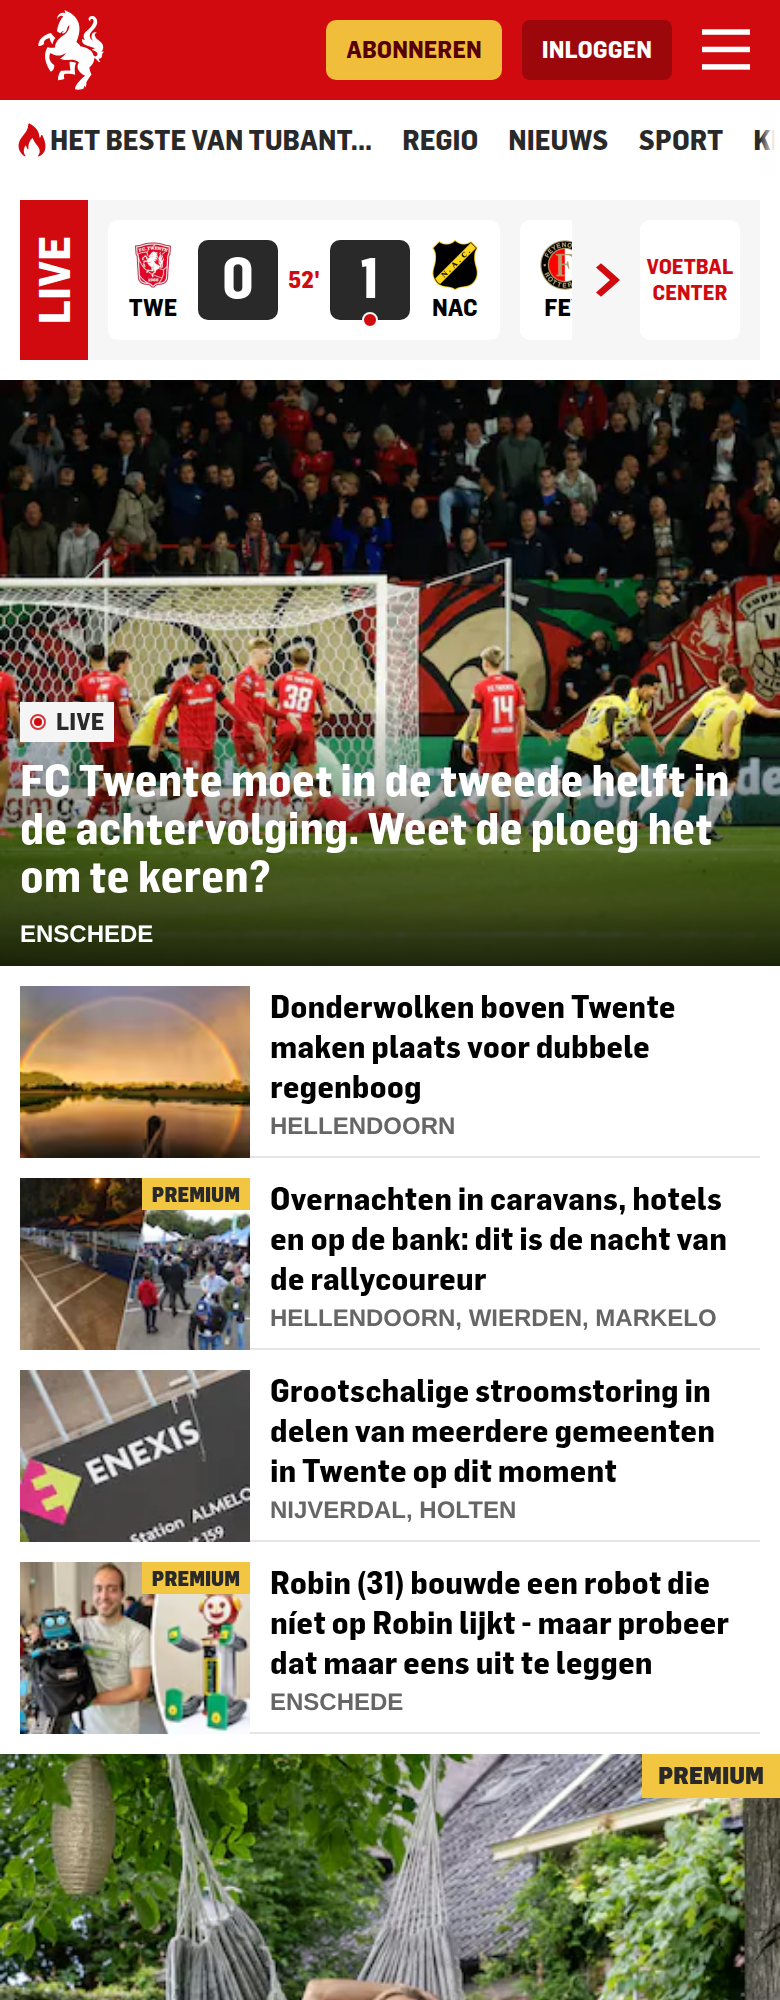 ABONNEREN
INLOGGEN
HET BESTE VAN TUBANT...
REGIO
NIEUWS
SPORT
LIVE
TWE
0
52'
1
NAC
FE
VOETBAL
CENTER
38
14
LIVE
FC Twente moet in de tweede helft in
de achtervolging. Weet de ploeg het
om te keren?
ENSCHEDE
Donderwolken boven Twente
maken plaats voor dubbele
regenboog
HELLENDOORN
PREMIUM
Overnachten in caravans, hotels
en op de bank: dit is de nacht van
de rallycoureur
HELLENDOORN, WIERDEN, MARKELO
ENEXIS
Station ALMELO
159
Grootschalige stroomstoring in
delen van meerdere gemeenten
in Twente op dit moment
NIJVERDAL, HOLTEN
PREMIUM
Robin (31) bouwde een robot die
níet op Robin lijkt - maar probeer
dat maar eens uit te leggen
ENSCHEDE
PREMIUM